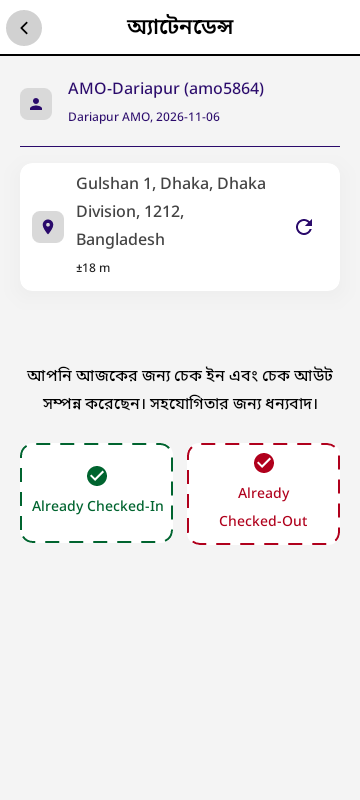 অ্যাটেনডেন্স
AMO-Dariapur (amo5864)
Dariapur AMO, 2026-11-06
Gulshan 1, Dhaka, Dhaka
Division, 1212,
Bangladesh
±18 m
আপনি আজকের জন্য চেক ইন এবং চেক আউট
সম্পন্ন করেছেন। সহযোগিতার জন্য ধন্যবাদ।
Already Checked-In
Already
Checked-Out